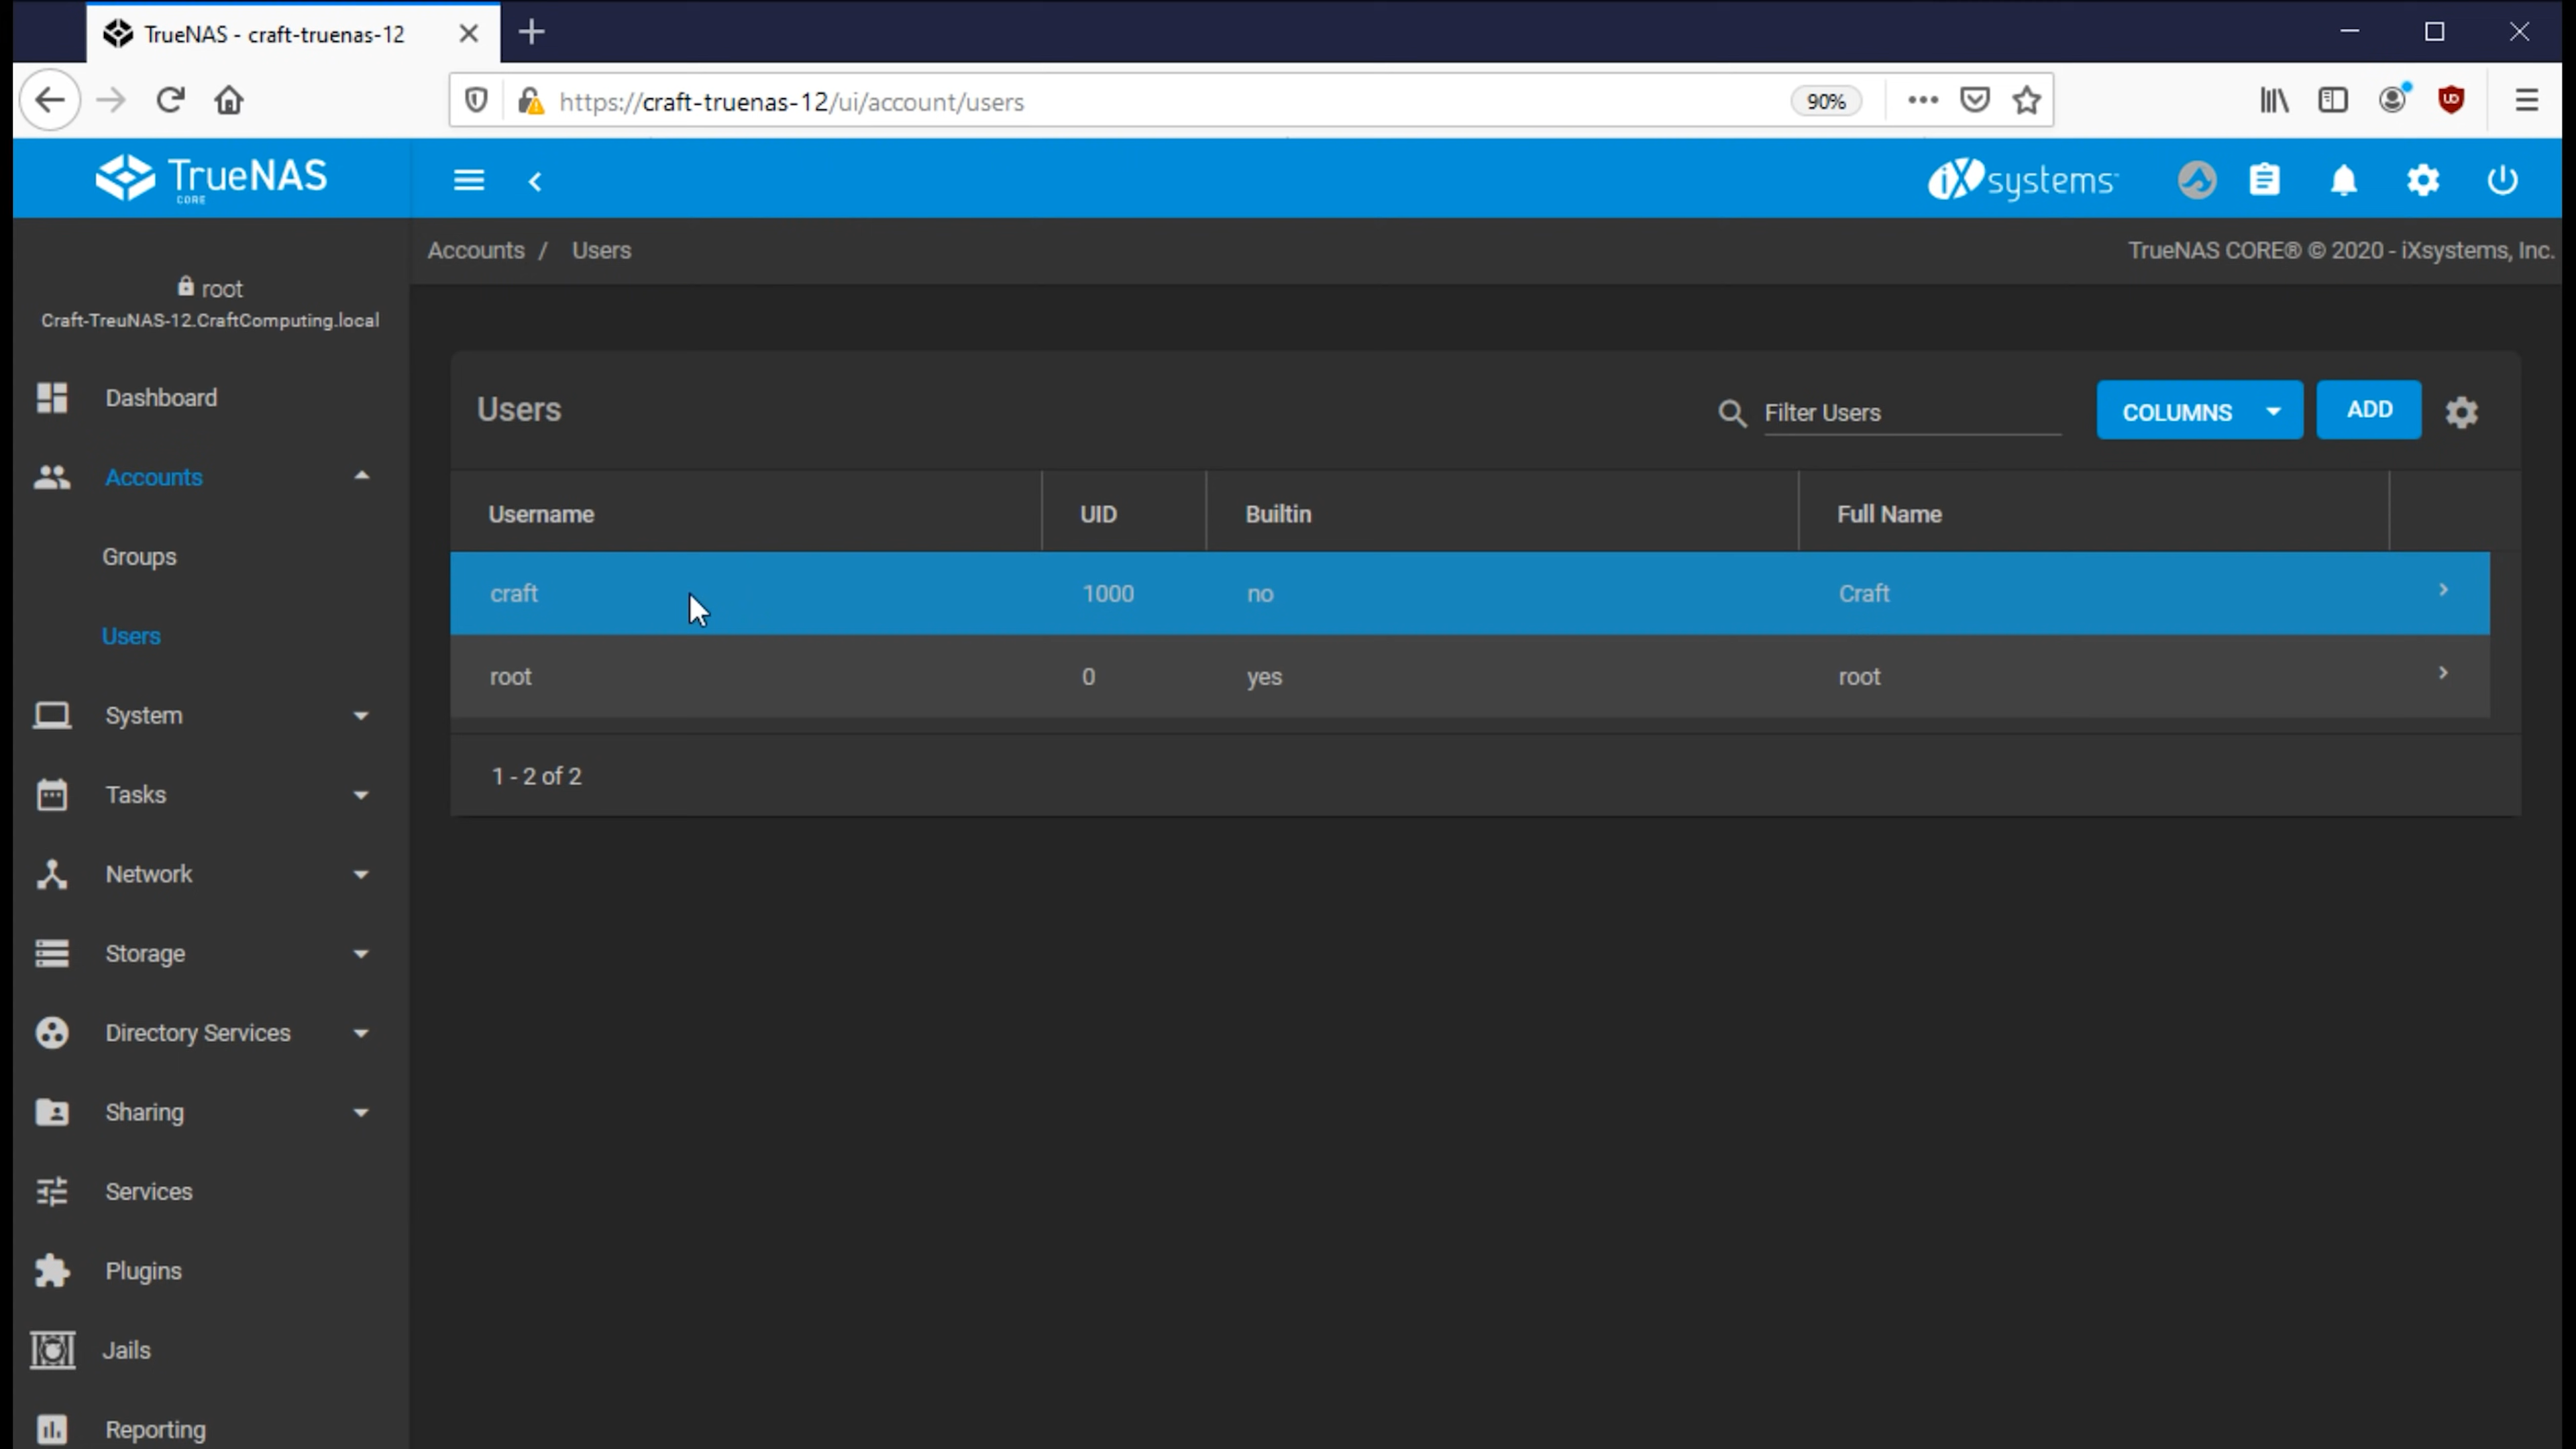 TrueNAS - craft-truenas-12
https://craft-truenas-12/ui/account/users
90%
TrueNAS
CORE
iXsystems
Accounts / Users
TrueNAS CORE® © 2020 - iXsystems, Inc.
root
Craft-TreuNAS-12.CraftComputing.local
Dashboard
Accounts
Groups
Users
System
Tasks
Network
Storage
Directory Services
Sharing
Services
Plugins
Jails
Reporting
Users
Filter Users
COLUMNS
ADD
Username UID Builtin Full Name
craft 1000 no Craft
root 0 yes root
1 - 2 of 2